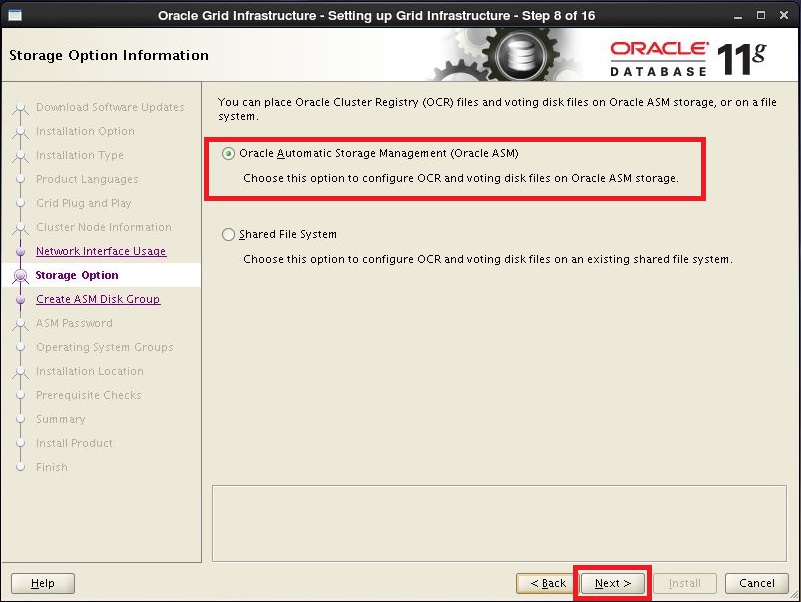 Oracle Grid Infrastructure - Setting up Grid Infrastructure - Step 8 of 16
Storage Option Information
ORACLE
DATABASE 11g
Download Software Updates
Installation Option
Installation Type
Product Languages
Grid Plug and Play
Cluster Node Information
Network Interface Usage
Storage Option
Create ASM Disk Group
ASM Password
Operating System Groups
Installation Location
Prerequisite Checks
Summary
Install Product
Finish
You can place Oracle Cluster Registry (OCR) files and voting disk files on Oracle ASM storage, or on a file
system.
Oracle Automatic Storage Management (Oracle ASM)
Choose this option to configure OCR and voting disk files on Oracle ASM storage.
Shared File System
Choose this option to configure OCR and voting disk files on an existing shared file system.
Help
< Back
Next >
Install
Cancel